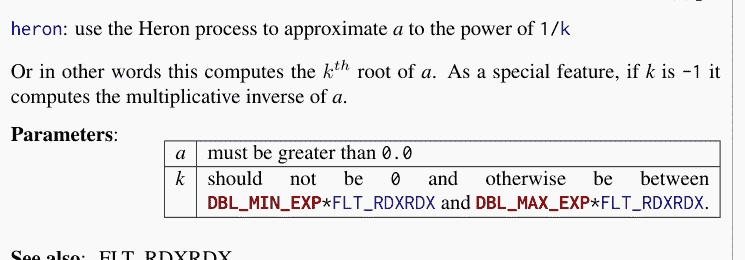 heron: use the Heron process to approximate a to the power of 1/k
Or in other words this computes the kth root of a. As a special feature, if k is -1 it
computes the multiplicative inverse of a.
Parameters:
a must be greater than 0.0
k should not be 0 and otherwise be between
DBL_MIN_EXP*FLT_RDXRDX and DBL_MAX_EXP*FLT_RDXRDX.
See also: FLT_RDXRDX